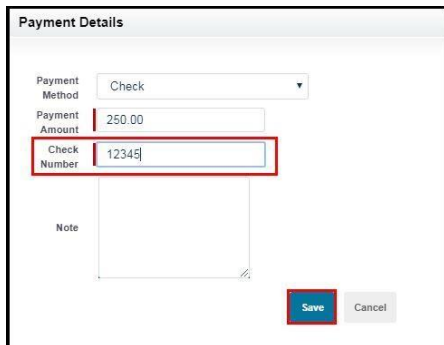 Payment Details
Payment
Method
Check
Payment
Amount
250.00
Check
Number
12345
Note
Save
Cancel